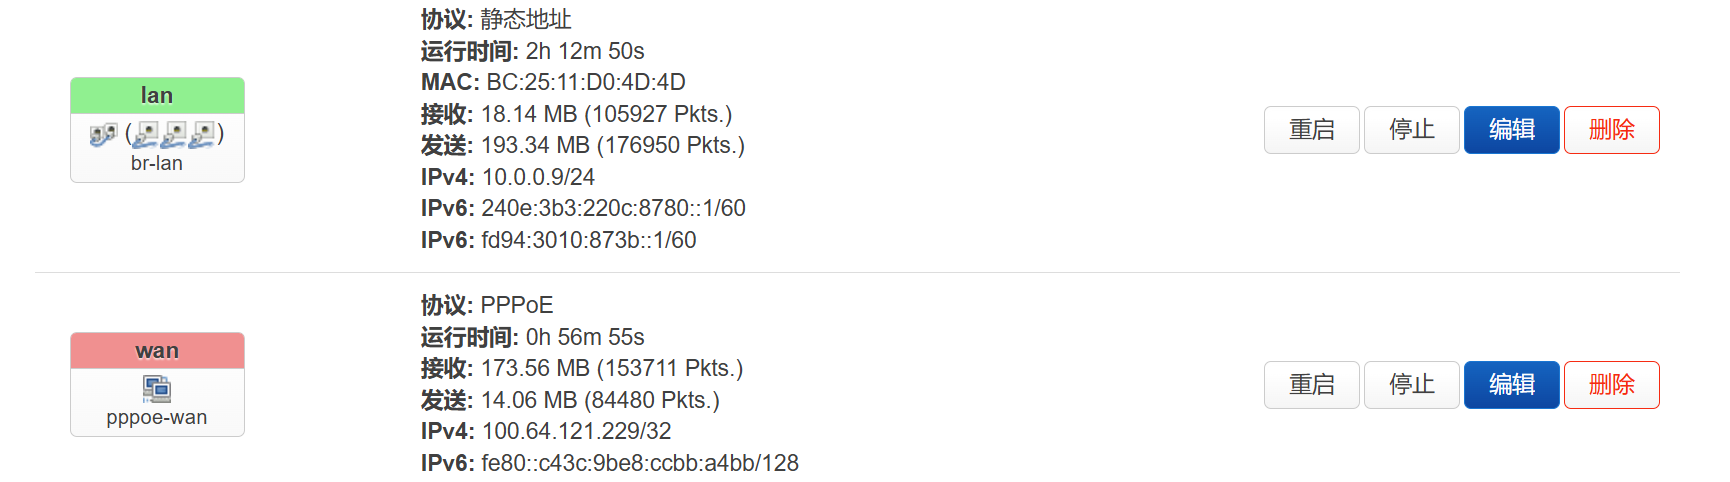 协议: 静态地址
运行时间: 2h 12m 50s
MAC: BC:25:11:D0:4D:4D
lan
接收: 18.14 MB (105927 Pkts.)
重启 停止 编辑 删除
( )
发送: 193.34 MB (176950 Pkts.)
br-lan
IPv4: 10.0.0.9/24
IPv6: 240e:3b3:220c:8780::1/60
IPv6: fd94:3010:873b::1/60
协议: PPPoE
运行时间: 0h 56m 55s
wan
接收: 173.56 MB (153711 Pkts.)
重启 停止 编辑 删除
发送: 14.06 MB (84480 Pkts.)
pppoe-wan
IPv4: 100.64.121.229/32
IPv6: fe80::c43c:9be8:ccbb:a4bb/128